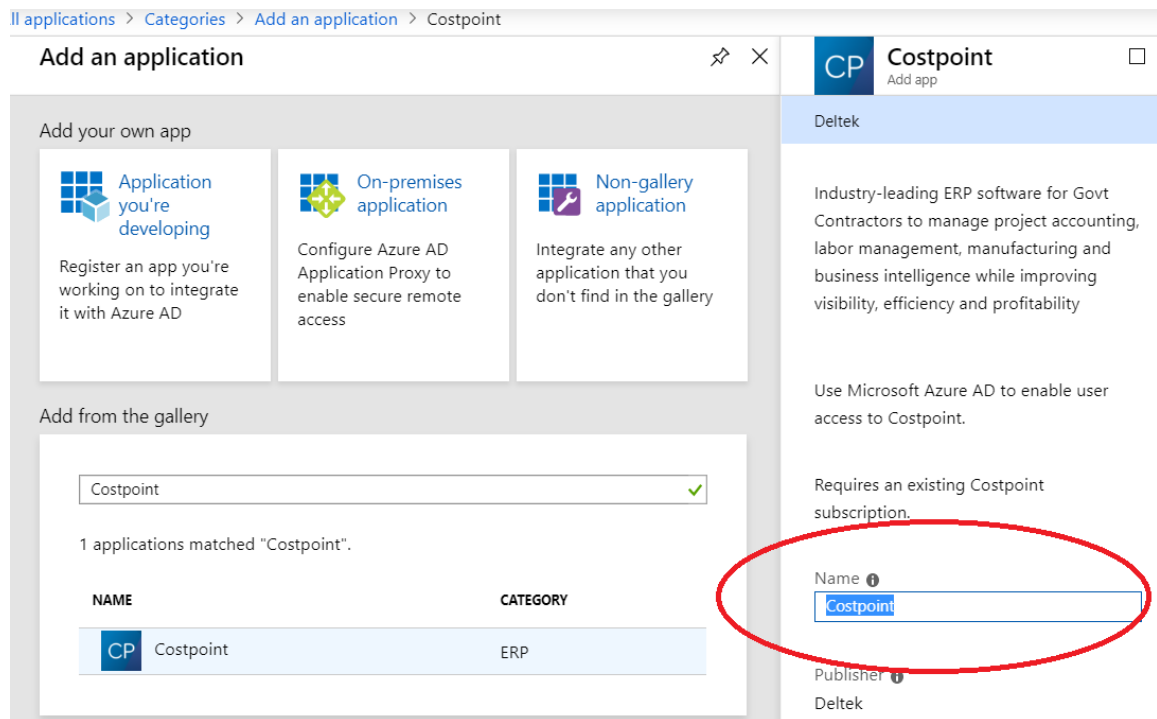 ll applications > Categories > Add an application > Costpoint
Add an application
Add your own app
Application
you're
developing
Register an app you're
working on to integrate
it with Azure AD
On-premises
application
Configure Azure AD
Application Proxy to
enable secure remote
access
Non-gallery
application
Integrate any other
application that you
don't find in the gallery
Add from the gallery
Costpoint
1 applications matched "Costpoint".
NAME CATEGORY
CP Costpoint ERP
CP Costpoint
Add app
Deltek
Industry-leading ERP software for Govt
Contractors to manage project accounting,
labor management, manufacturing and
business intelligence while improving
visibility, efficiency and profitability
Use Microsoft Azure AD to enable user
access to Costpoint.
Requires an existing Costpoint
subscription.
Name
Costpoint
Publisher
Deltek